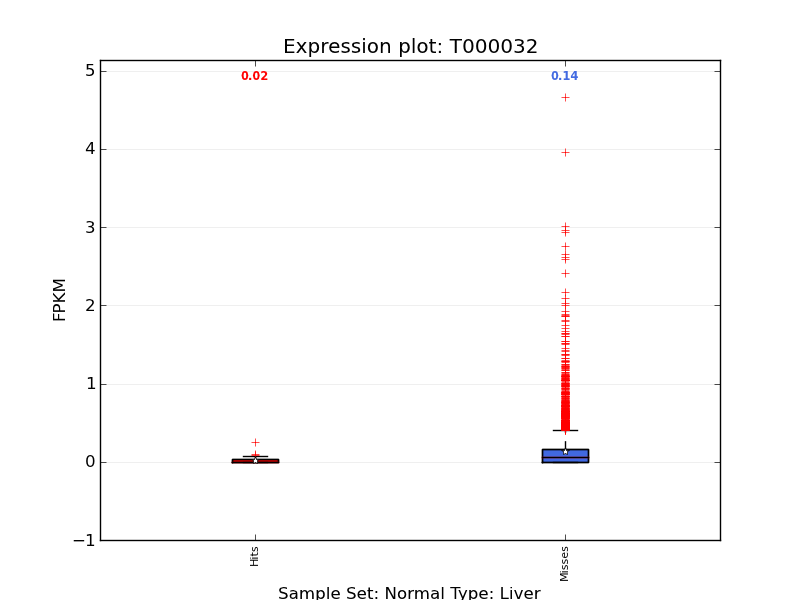 Expression plot: T000032
0.02
0.14
5
4
3
2
1
0
−1
FPKM
Hits
Misses
Sample Set: Normal Type: Liver